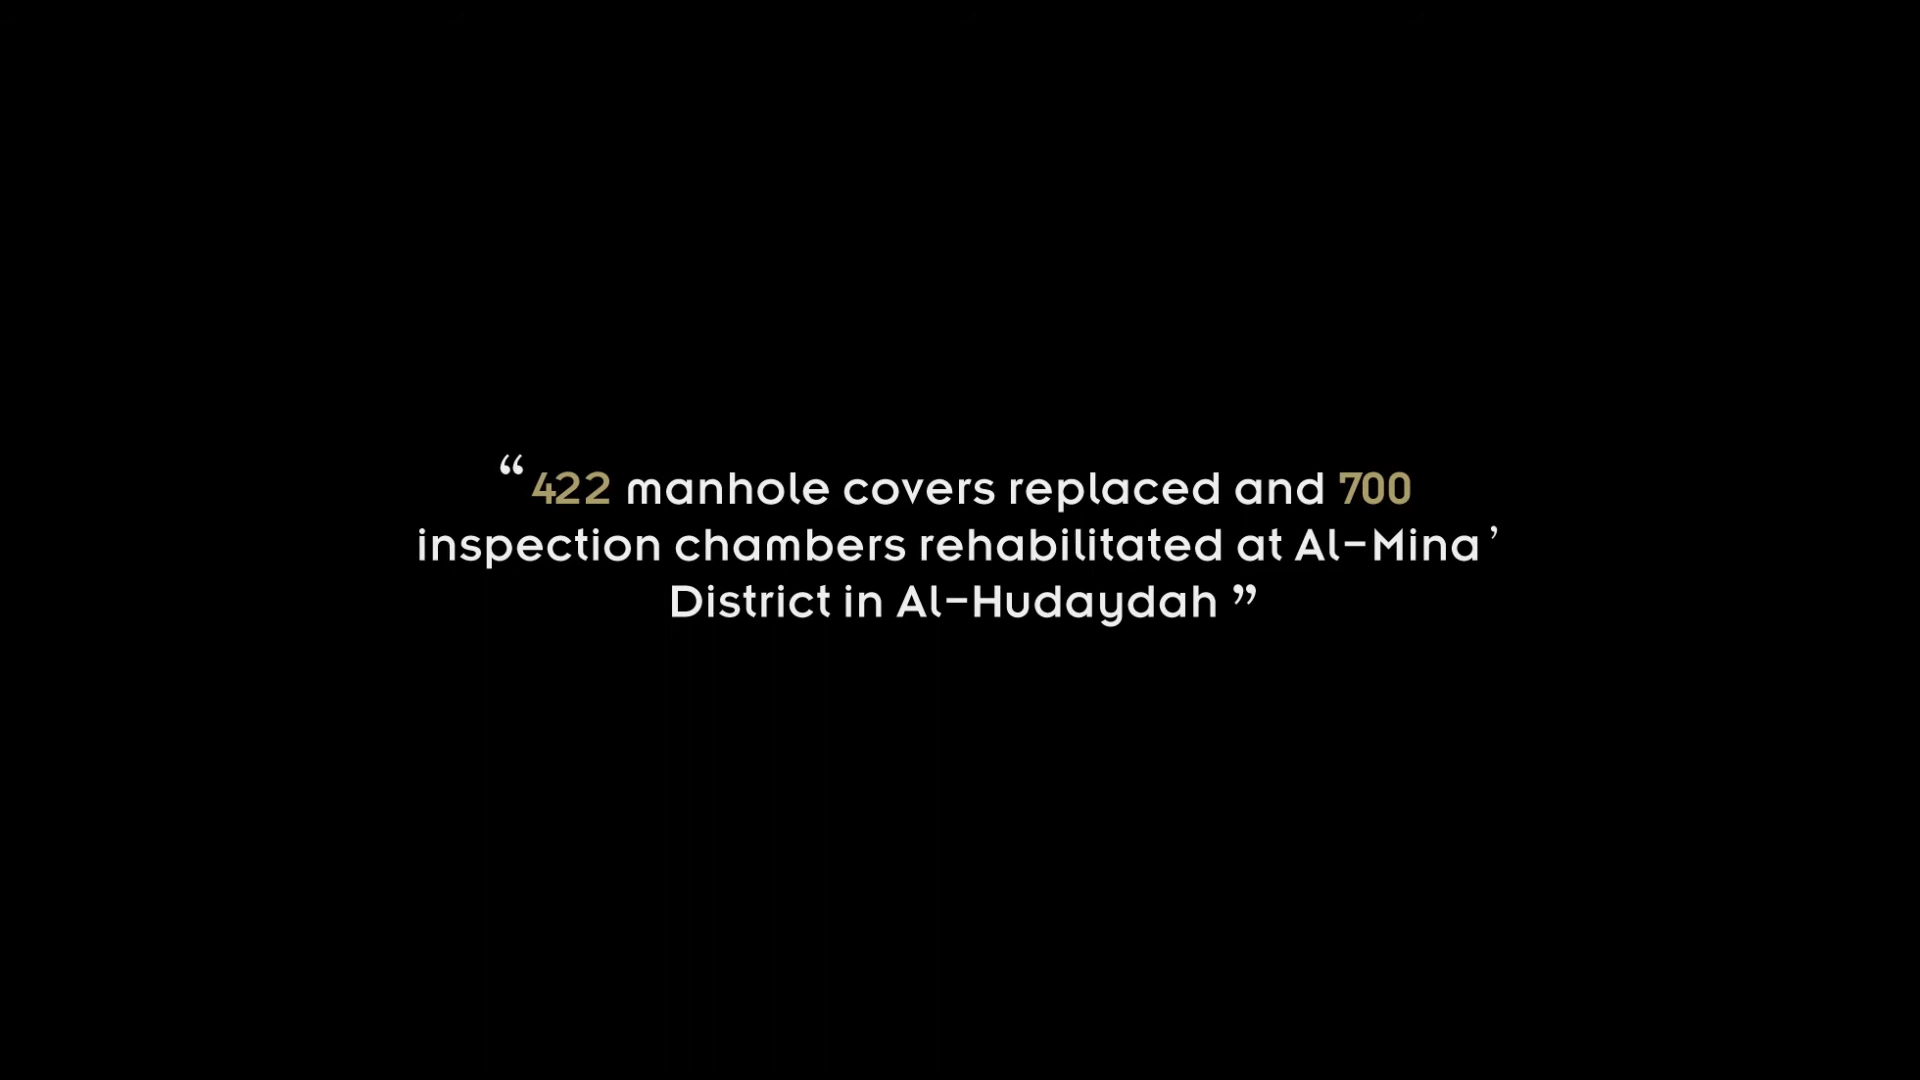 “ 422 manhole covers replaced and 700
inspection chambers rehabilitated at Al-Mina’
District in Al-Hudaydah ”